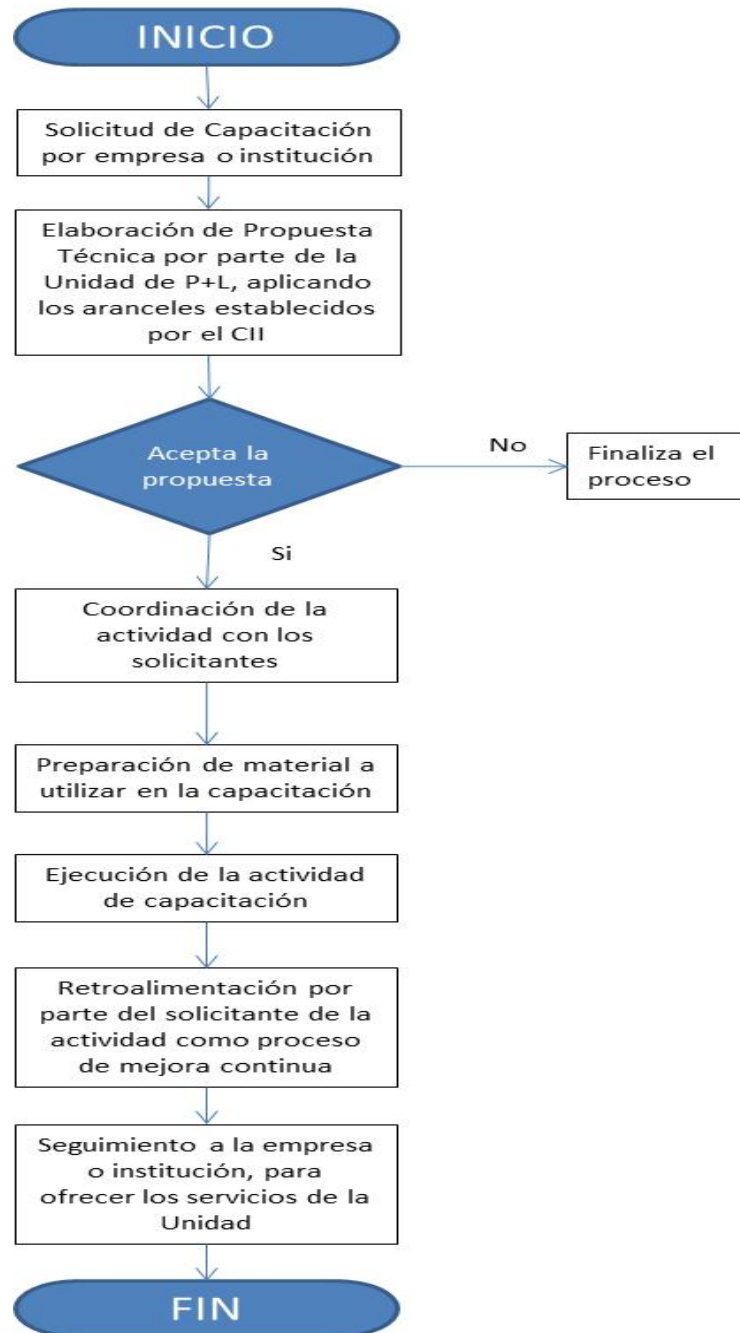 INICIO
Solicitud de Capacitación
por empresa o institución
Elaboración de Propuesta
Técnica por parte de la
Unidad de P+L, aplicando
los aranceles establecidos
por el CII
Acepta la
propuesta
No
Finaliza el
proceso
Si
Coordinación de la
actividad con los
solicitantes
Preparación de material a
utilizar en la capacitación
Ejecución de la actividad
de capacitación
Retroalimentación por
parte del solicitante de la
actividad como proceso
de mejora continua
Seguimiento a la empresa
o institución, para
ofrecer los servicios de la
Unidad
FIN